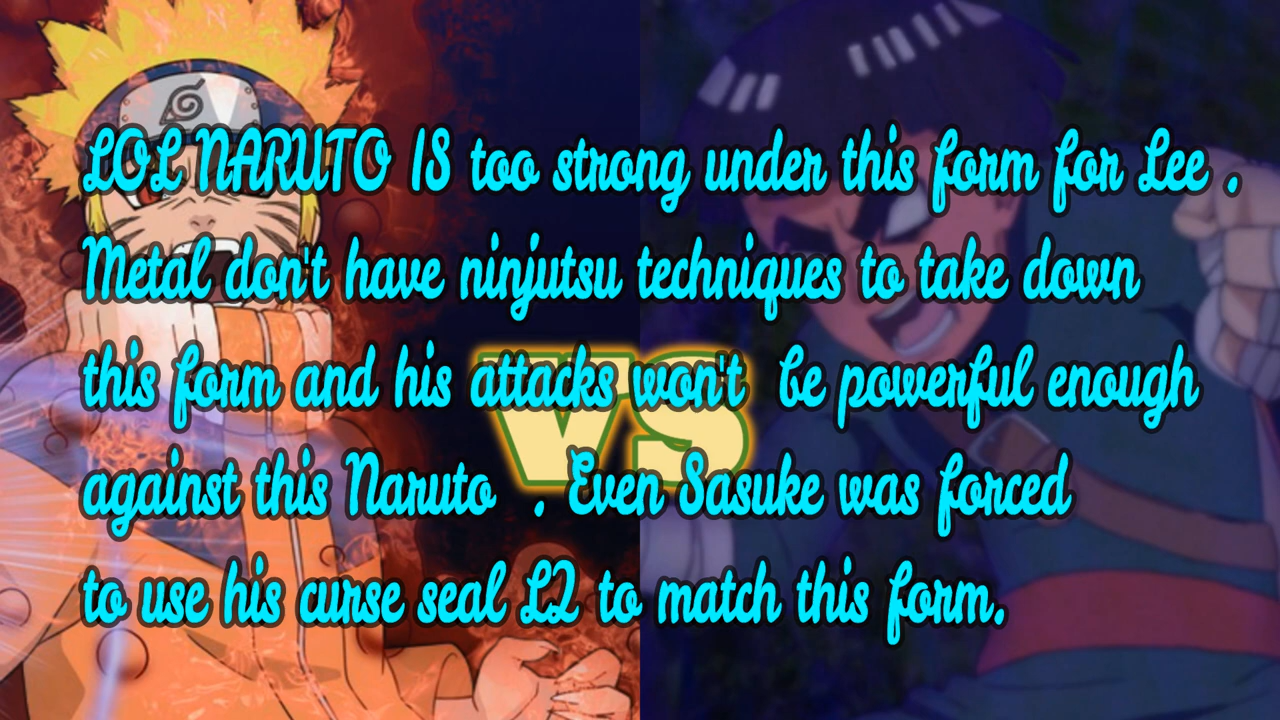 LOL NARUTO IS too strong under this form for Lee .
Metal don't have ninjutsu techniques to take down
this form and his attacks won't be powerful enough
against this Naruto . Even Sasuke was forced
to use his curse seal L2 to match this form.
VS